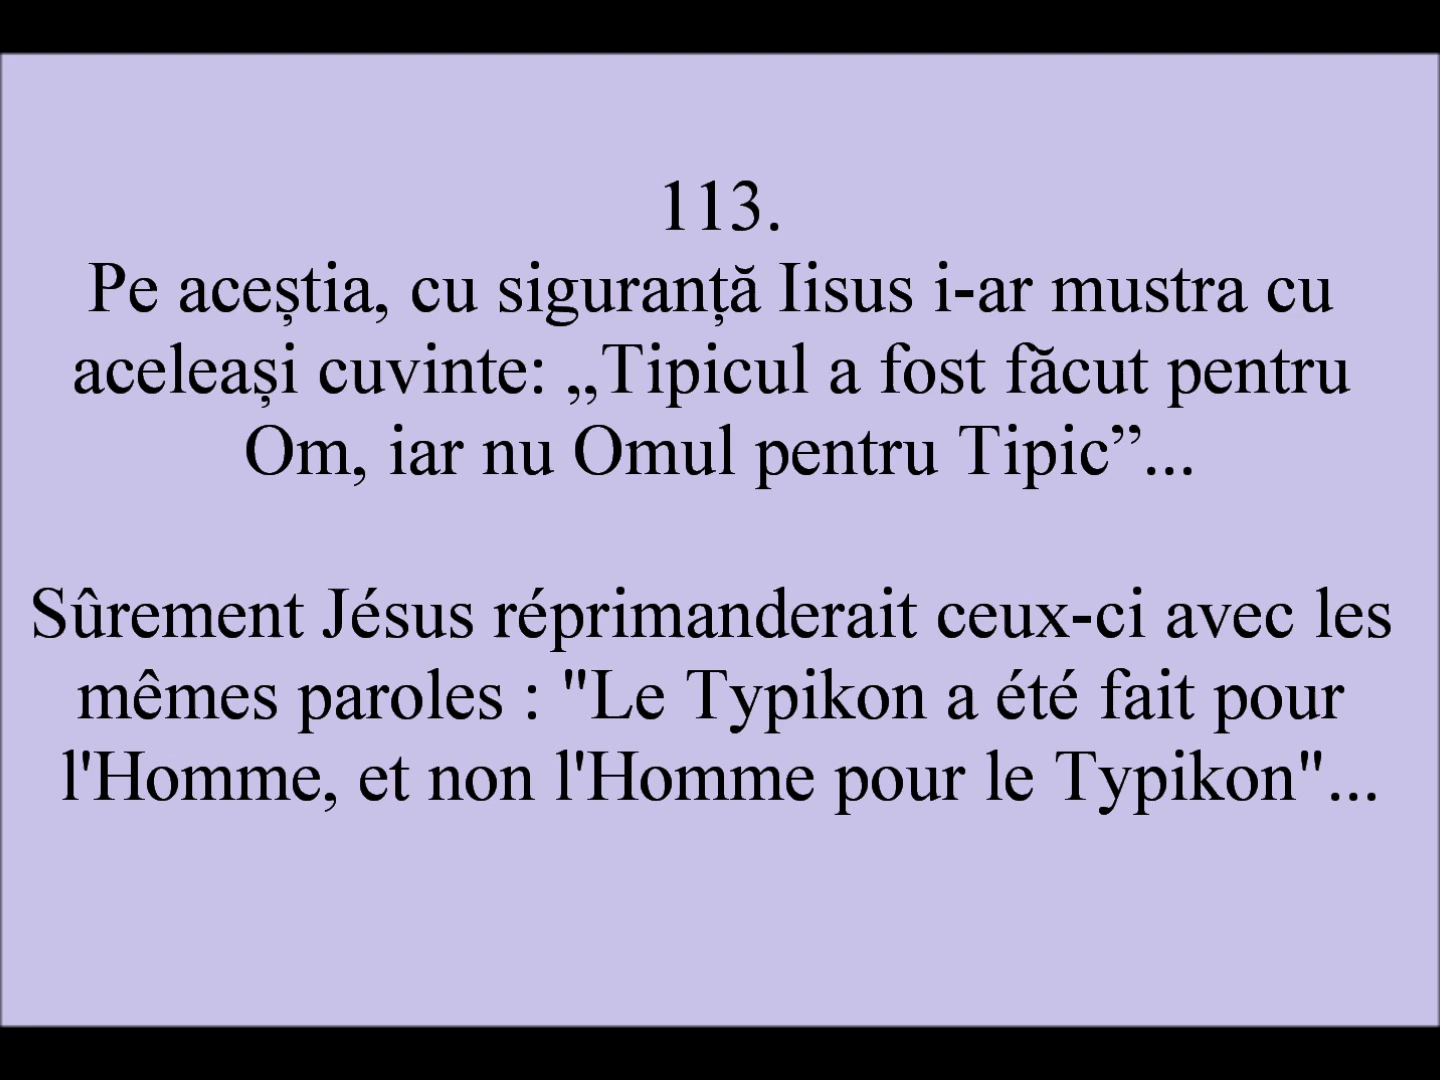 113.
Pe aceștia, cu siguranță Iisus i-ar mustra cu
aceleași cuvinte: „Tipicul a fost făcut pentru
Om, iar nu Omul pentru Tipic”...
Sûrement Jésus réprimanderait ceux-ci avec les
mêmes paroles : "Le Typikon a été fait pour
l'Homme, et non l'Homme pour le Typikon"...